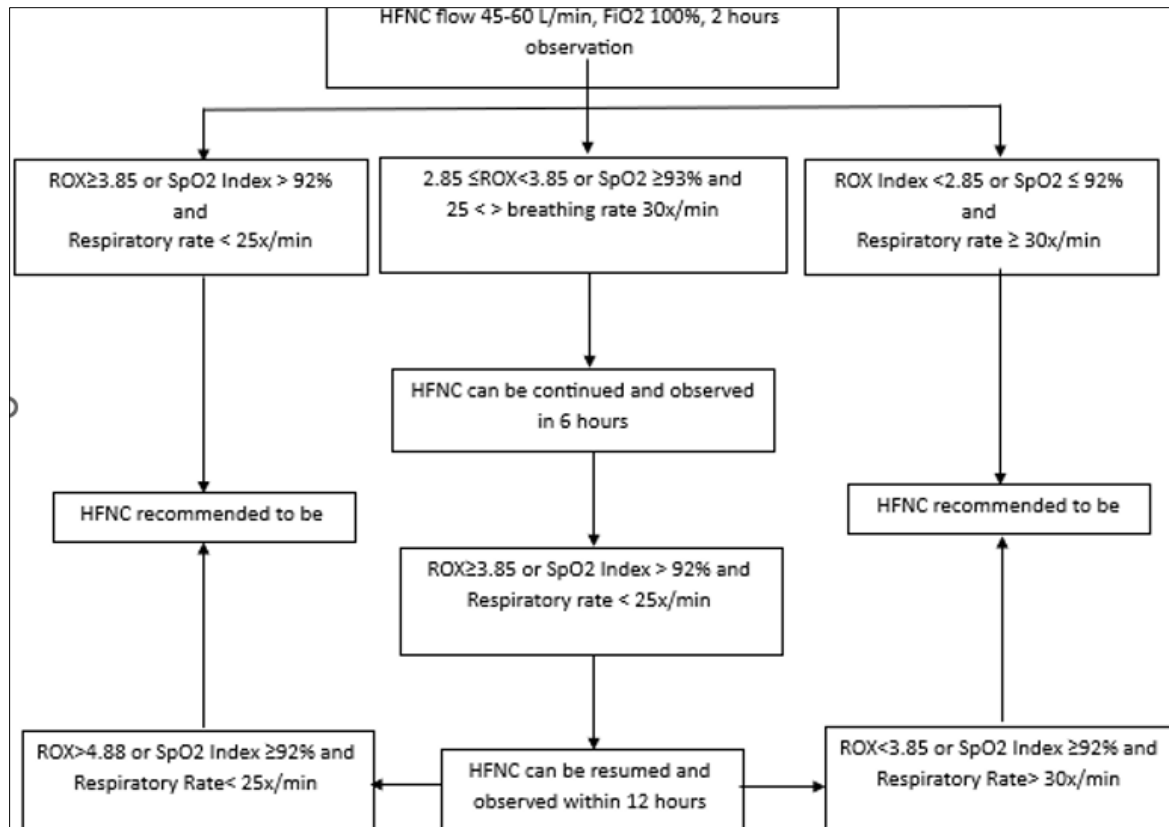 HFNC flow 45-60 L/min, FiO2 100%, 2 hours
observation
ROX≥3.85 or SpO2 Index > 92%
and
Respiratory rate < 25x/min
2.85 ≤ROX<3.85 or SpO2 ≥93% and
25 < > breathing rate 30x/min
ROX Index <2.85 or SpO2 ≤ 92%
and
Respiratory rate ≥ 30x/min
HFNC can be continued and observed
in 6 hours
HFNC recommended to be
HFNC recommended to be
ROX≥3.85 or SpO2 Index > 92% and
Respiratory rate < 25x/min
ROX>4.88 or SpO2 Index ≥92% and
Respiratory Rate< 25x/min
HFNC can be resumed and
observed within 12 hours
ROX<3.85 or SpO2 Index ≥92% and
Respiratory Rate> 30x/min